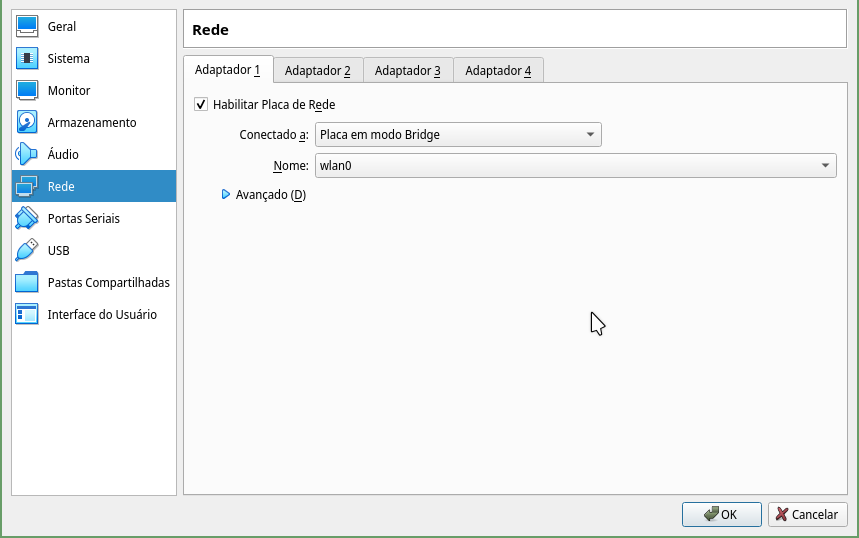 Geral
Sistema
Monitor
Armazenamento
Áudio
Rede
Portas Seriais
USB
Pastas Compartilhadas
Interface do Usuário
Rede
Adaptador 1 Adaptador 2 Adaptador 3 Adaptador 4
Habilitar Placa de Rede
Conectado a: Placa em modo Bridge
Nome: wlan0
Avançado (D)
OK Cancelar